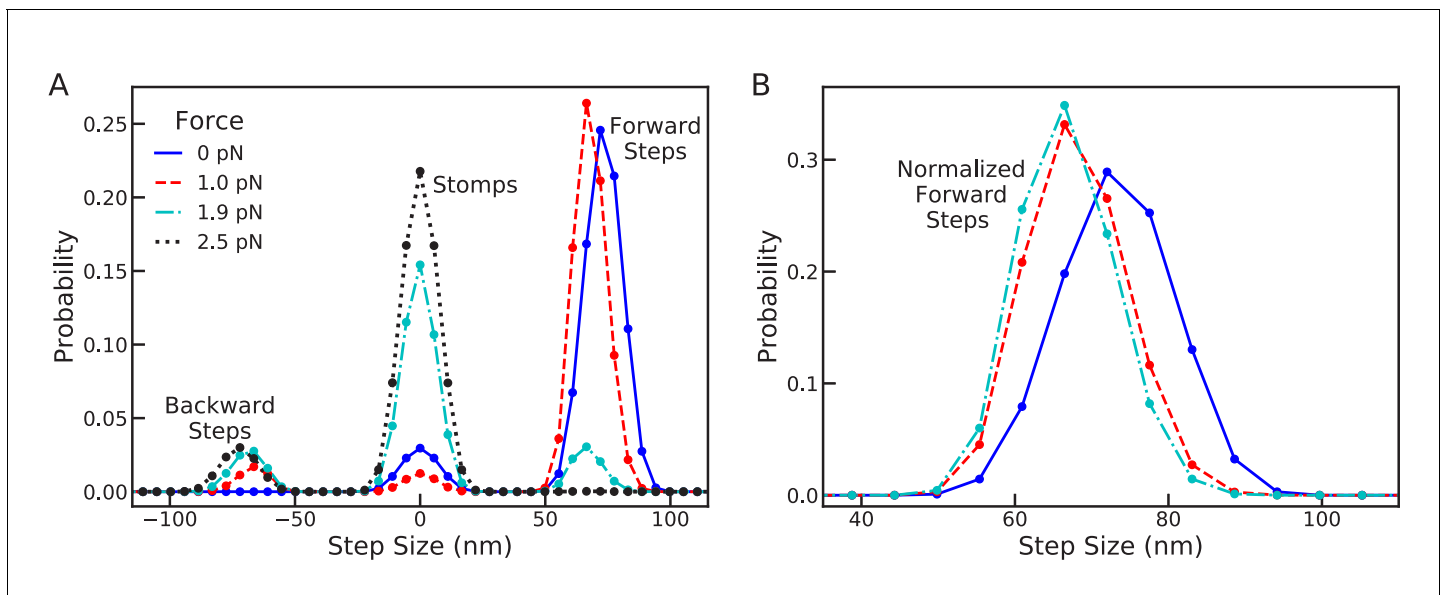 A
Force
0 pN
1.0 pN
1.9 pN
2.5 pN
Forward
Steps
Stomps
Backward
Steps
Probability
0.25
0.20
0.15
0.10
0.05
0.00
−100
−50
0
50
100
Step Size (nm)
B
Normalized
Forward
Steps
Probability
0.3
0.2
0.1
0.0
40
60
80
100
Step Size (nm)